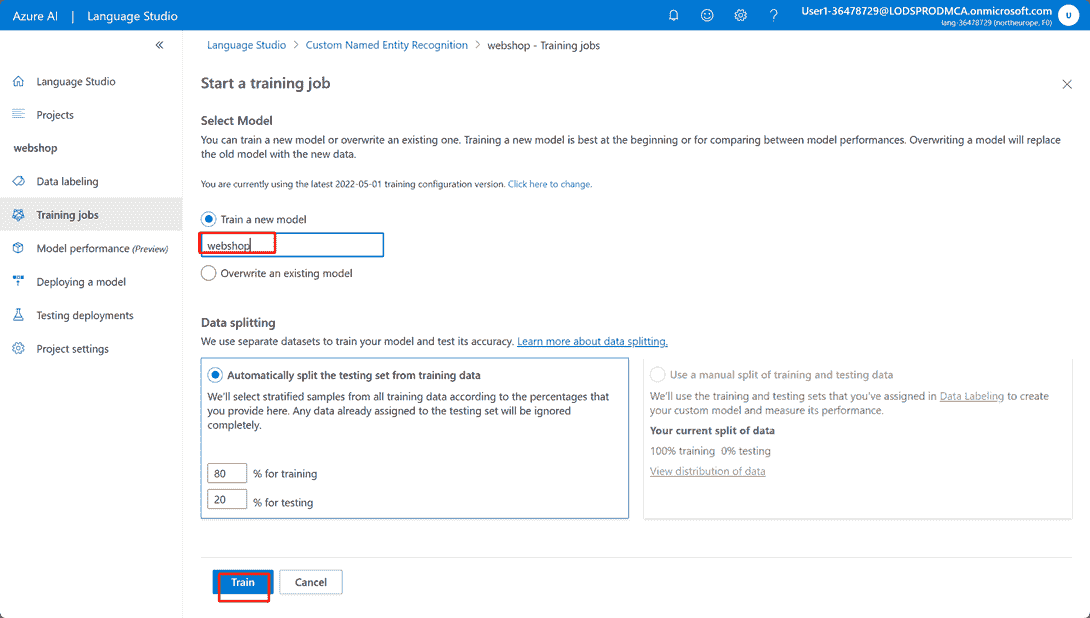 Azure AI | Language Studio
User1-36478729@LODSPRODMCA.onmicrosoft.com
lang-36478729 (northeurope, F0)
U
Language Studio > Custom Named Entity Recognition > webshop - Training jobs
Language Studio
Projects
webshop
Data labeling
Training jobs
Model performance (Preview)
Deploying a model
Testing deployments
Project settings
Start a training job
Select Model
You can train a new model or overwrite an existing one. Training a new model is best at the beginning or for comparing between model performances. Overwriting a model will replace
the old model with the new data.
You are currently using the latest 2022-05-01 training configuration version. Click here to change.
Train a new model
webshop
Overwrite an existing model
Data splitting
We use separate datasets to train your model and test its accuracy. Learn more about data splitting.
Automatically split the testing set from training data
We'll select stratified samples from all training data according to the percentages that
you provide here. Any data already assigned to the testing set will be ignored
completely.
80 % for training
20 % for testing
Use a manual split of training and testing data
We'll use the training and testing sets that you've assigned in Data Labeling to create
your custom model and measure its performance.
Your current split of data
100% training 0% testing
View distribution of data
Train
Cancel